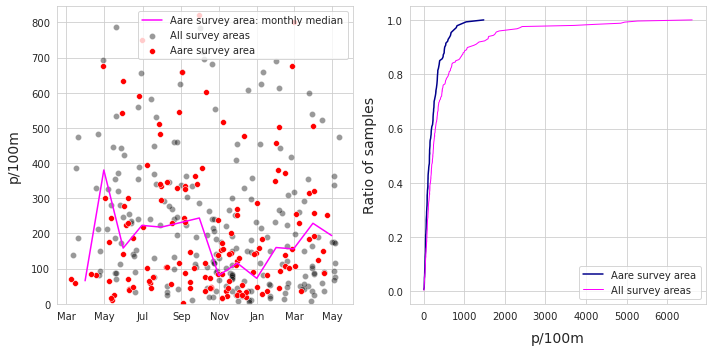 Aare survey area: monthly median
All survey areas
Aare survey area
p/100m
800
700
600
500
400
300
200
100
0
Mar May Jul Sep Nov Jan Mar May
Ratio of samples
1.0
0.8
0.6
0.4
0.2
0.0
Aare survey area
All survey areas
0 1000 2000 3000 4000 5000 6000
p/100m